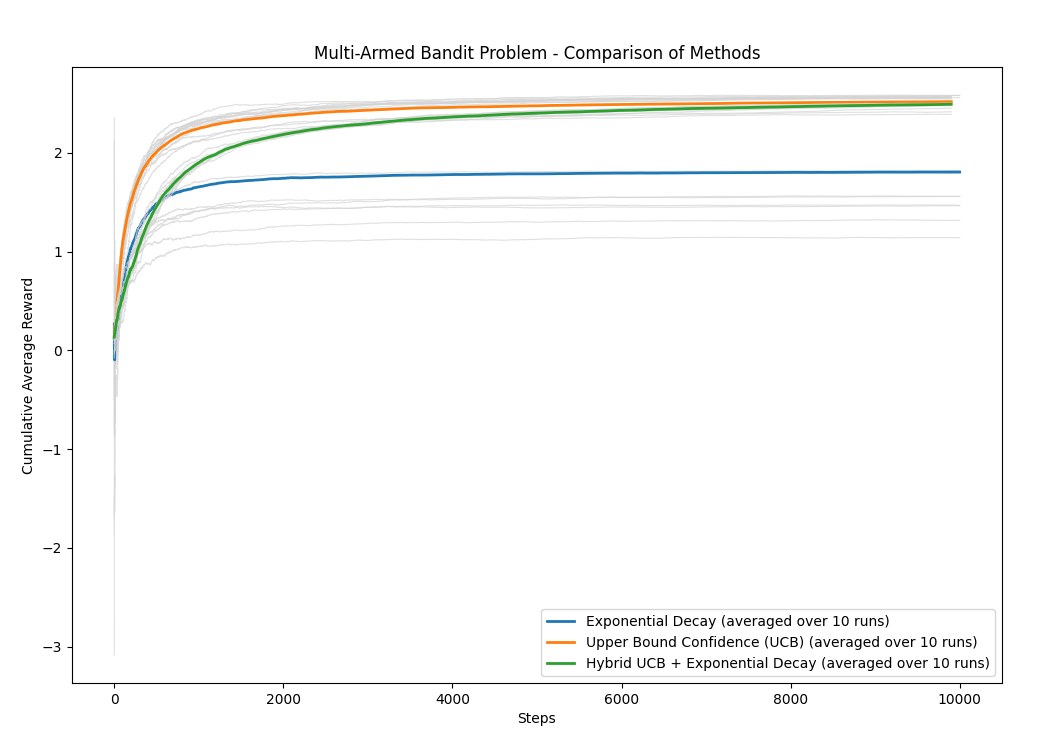 Multi-Armed Bandit Problem - Comparison of Methods
Cumulative Average Reward
2
1
0
−1
−2
−3
Exponential Decay (averaged over 10 runs)
Upper Bound Confidence (UCB) (averaged over 10 runs)
Hybrid UCB + Exponential Decay (averaged over 10 runs)
0 2000 4000 6000 8000 10000
Steps